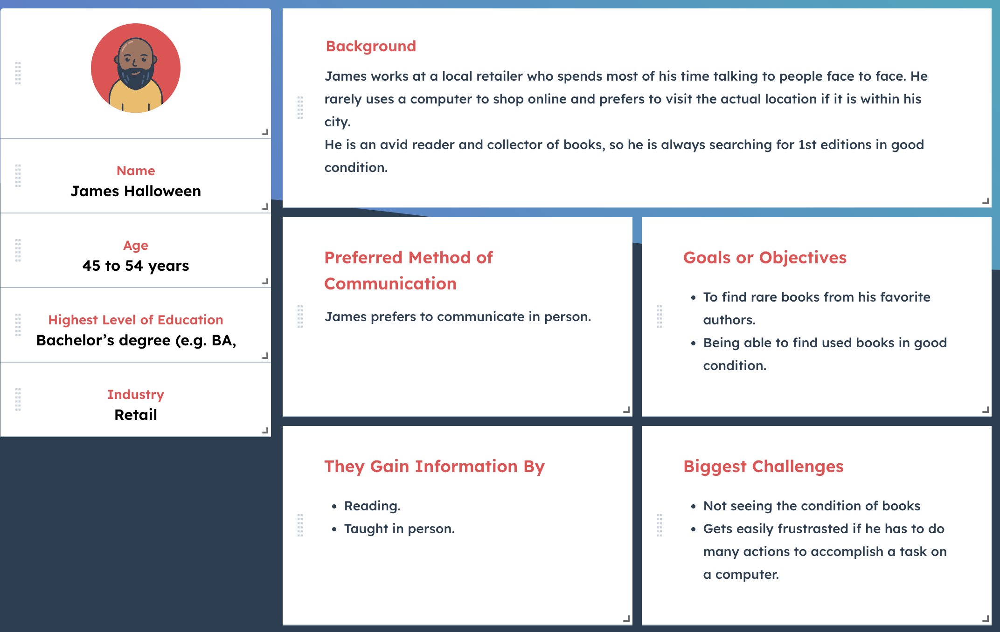 Name
James Halloween
Age
45 to 54 years
Highest Level of Education
Bachelor’s degree (e.g. BA,
Industry
Retail
Background
James works at a local retailer who spends most of his time talking to people face to face. He
rarely uses a computer to shop online and prefers to visit the actual location if it is within his
city.
He is an avid reader and collector of books, so he is always searching for 1st editions in good
condition.
Preferred Method of
Communication
James prefers to communicate in person.
Goals or Objectives
• To find rare books from his favorite
authors.
• Being able to find used books in good
condition.
They Gain Information By
• Reading.
• Taught in person.
Biggest Challenges
• Not seeing the condition of books
• Gets easily frustrasted if he has to do
many actions to accomplish a task on
a computer.